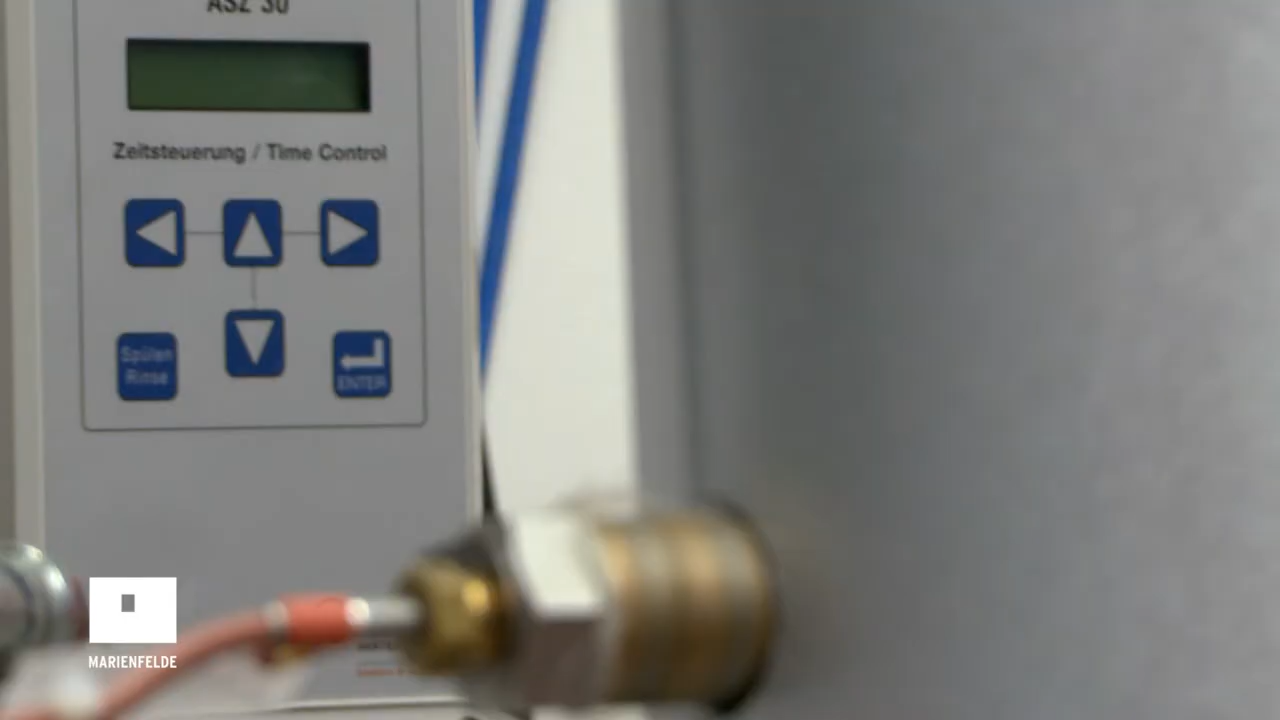 ASZ 30
Zeitsteuerung / Time Control
Spülen
Rinse
ENTER
MARIENFELDE